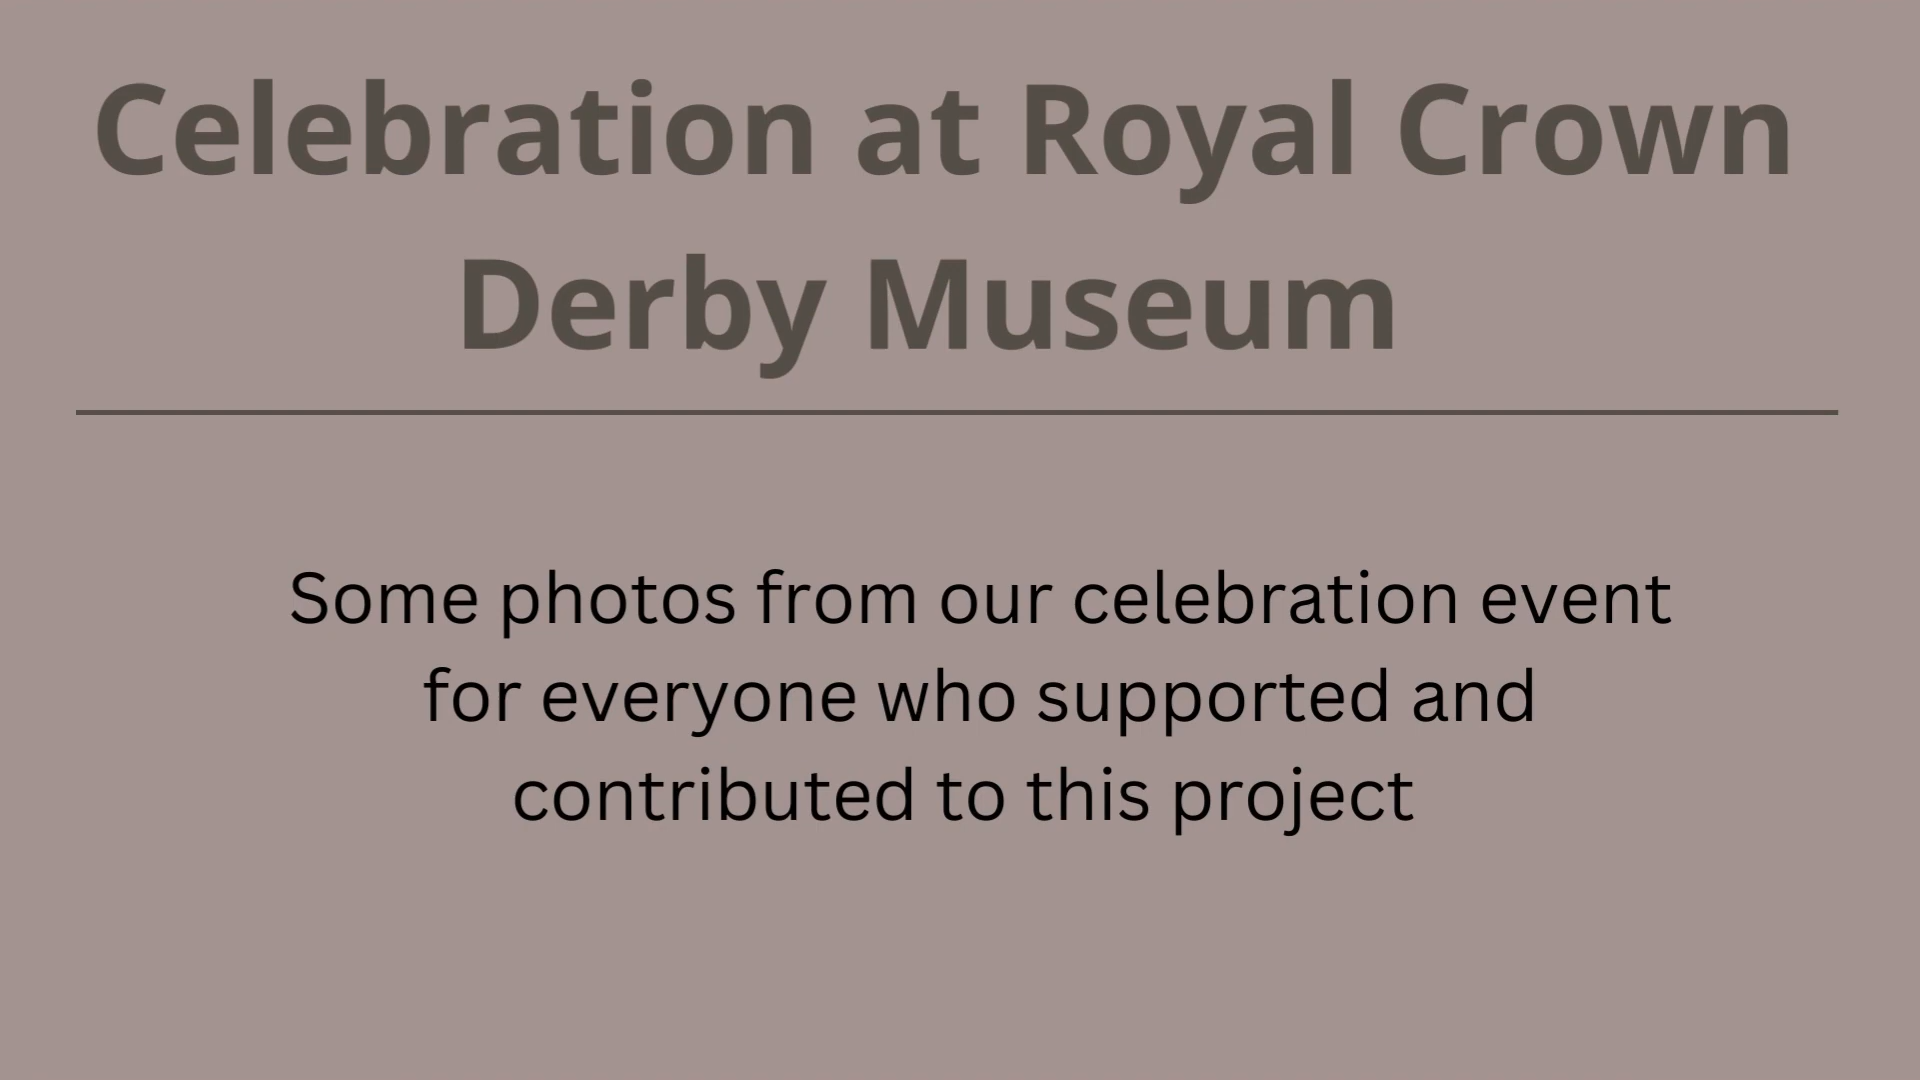 Celebration at Royal Crown
Derby Museum
Some photos from our celebration event
for everyone who supported and
contributed to this project